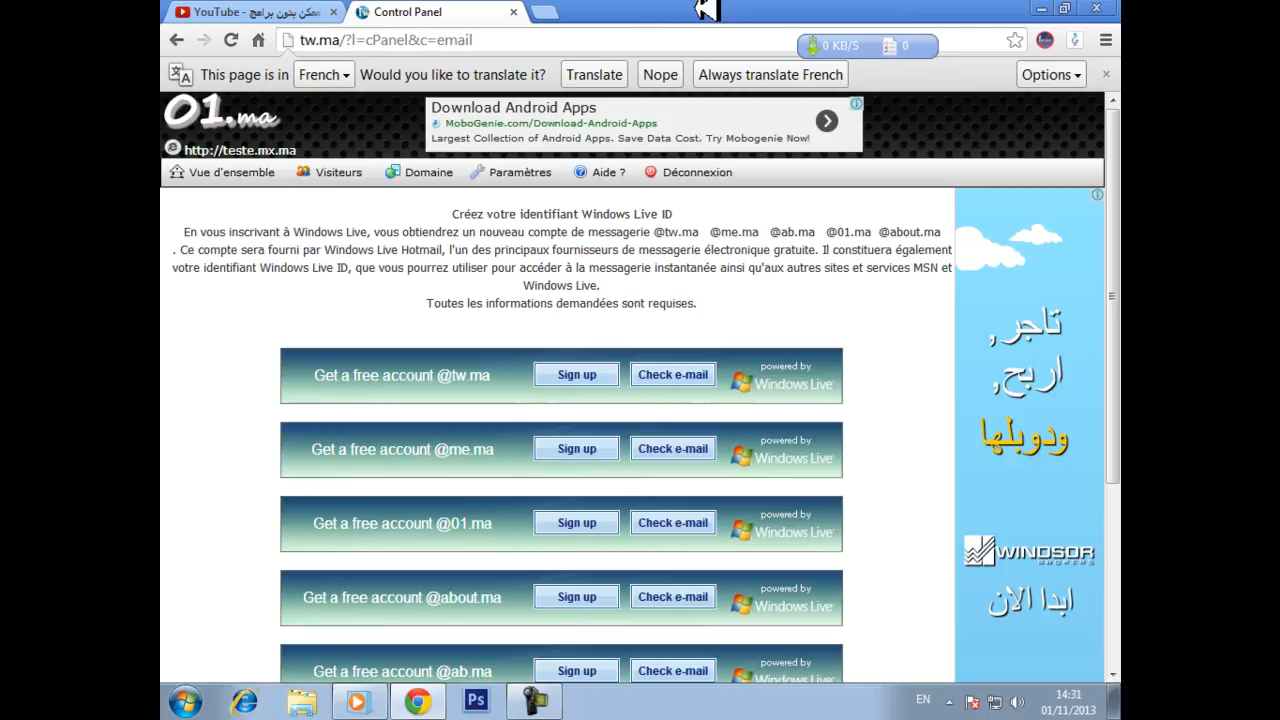 YouTube - ممكن بدون برامج
Control Panel
tw.ma/?l=cPanel&c=email
0 KB/S
0
This page is in French Would you like to translate it? Translate Nope Always translate French Options
01.ma
http://teste.mx.ma
Download Android Apps
MoboGenie.com/Download-Android-Apps
Largest Collection of Android Apps. Save Data Cost. Try Mobogenie Now!
Vue d'ensemble Visiteurs Domaine Paramètres Aide ? Déconnexion
Créez votre identifiant Windows Live ID
En vous inscrivant à Windows Live, vous obtiendrez un nouveau compte de messagerie @tw.ma @me.ma @ab.ma @01.ma @about.ma
. Ce compte sera fourni par Windows Live Hotmail, l'un des principaux fournisseurs de messagerie électronique gratuite. Il constituera également
votre identifiant Windows Live ID, que vous pourrez utiliser pour accéder à la messagerie instantanée ainsi qu'aux autres sites et services MSN et
Windows Live.
Toutes les informations demandées sont requises.
Get a free account @tw.ma Sign up Check e-mail powered by
Windows Live
Get a free account @me.ma Sign up Check e-mail powered by
Windows Live
Get a free account @01.ma Sign up Check e-mail powered by
Windows Live
Get a free account @about.ma Sign up Check e-mail powered by
Windows Live
Get a free account @ab.ma Sign up Check e-mail powered by
Windows Live
تاجر,
اربح,
ودوبلها
WINDSOR
BROKERS
ابدا الان
Ps
EN
14:31
01/11/2013